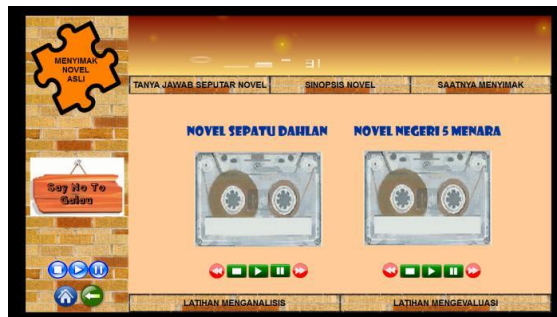 MENYIMAK
NOVEL
ASLI
TANYA JAWAB SEPUTAR NOVEL
SINOPSIS NOVEL
SAATNYA MENYIMAK
NOVEL SEPATU DAHLAN
NOVEL NEGERI 5 MENARA
Say No To
Galau
LATIHAN MENGANALISIS
LATIHAN MENGEVALUASI